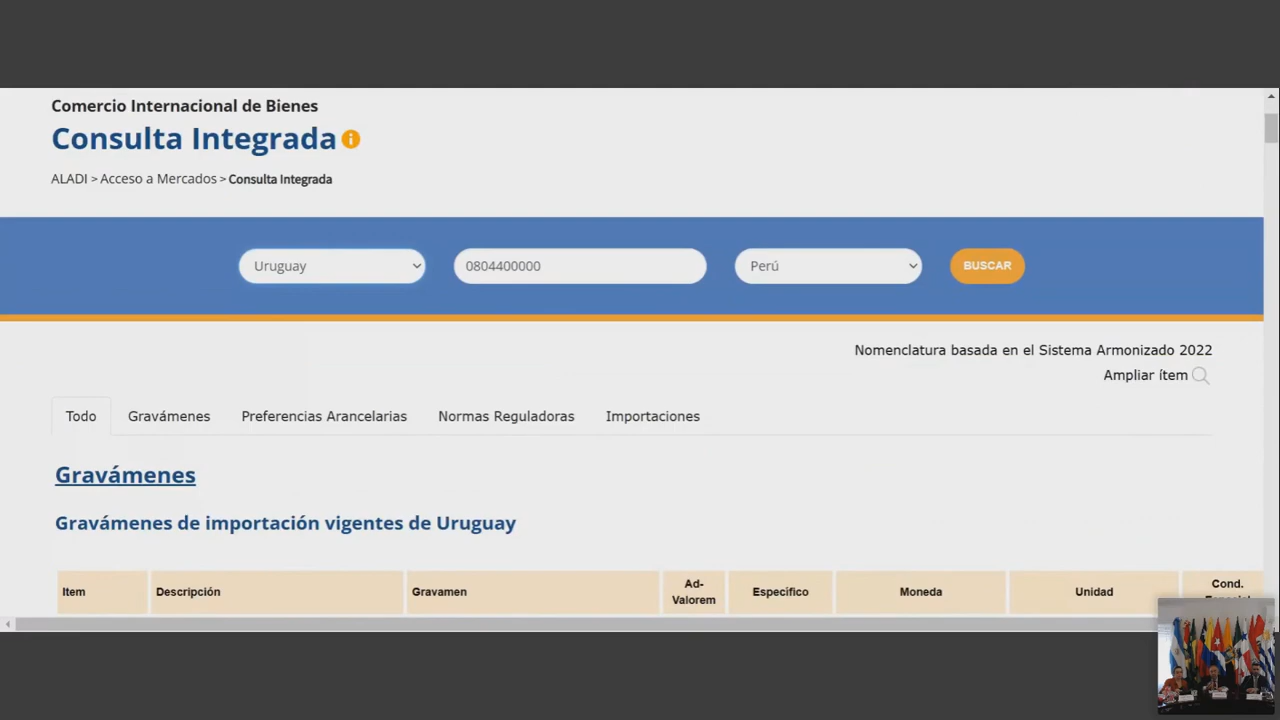 Comercio Internacional de Bienes
Consulta Integrada
ALADI > Acceso a Mercados > Consulta Integrada
Uruguay 0804400000 Perú BUSCAR
Nomenclatura basada en el Sistema Armonizado 2022
Ampliar ítem
Todo Gravámenes Preferencias Arancelarias Normas Reguladoras Importaciones
Gravámenes
Gravámenes de importación vigentes de Uruguay
Item Descripción Gravamen Ad-Valorem Específico Moneda Unidad Cond.